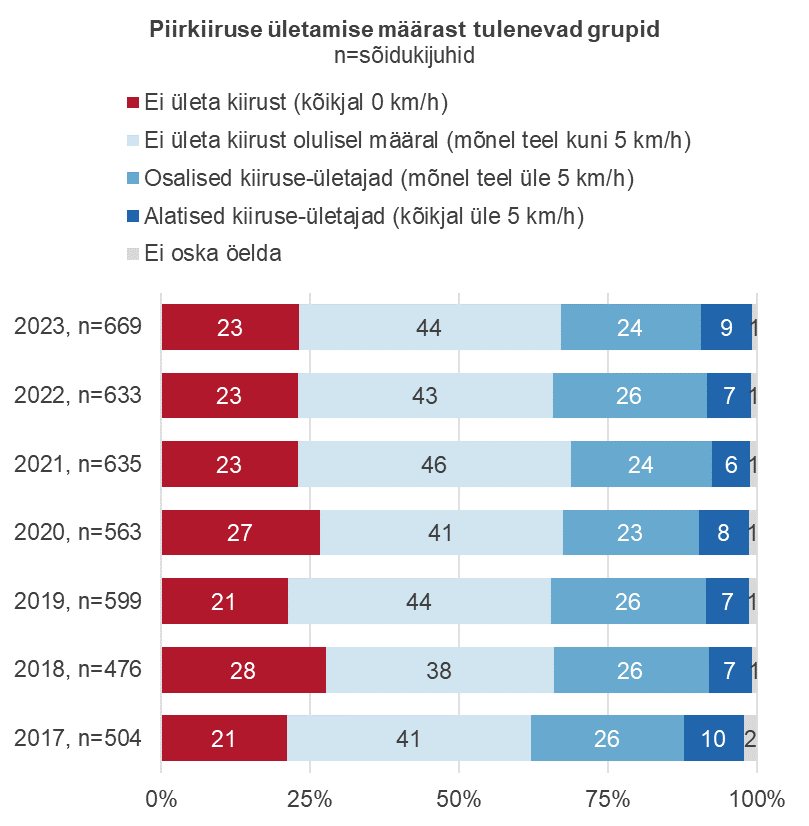 Piirkiiruse ületamise määrast tulenevad grupid
n=sõidukijuhid
Ei ületa kiirust (kõikjal 0 km/h)
Ei ületa kiirust olulisel määral (mõnel teel kuni 5 km/h)
Osalised kiiruse-ületajad (mõnel teel üle 5 km/h)
Alatised kiiruse-ületajad (kõikjal üle 5 km/h)
Ei oska öelda
2023, n=669 23 44 24 9 1
2022, n=633 23 43 26 7 1
2021, n=635 23 46 24 6 1
2020, n=563 27 41 23 8 1
2019, n=599 21 44 26 7 1
2018, n=476 28 38 26 7 1
2017, n=504 21 41 26 10 2
0% 25% 50% 75% 100%